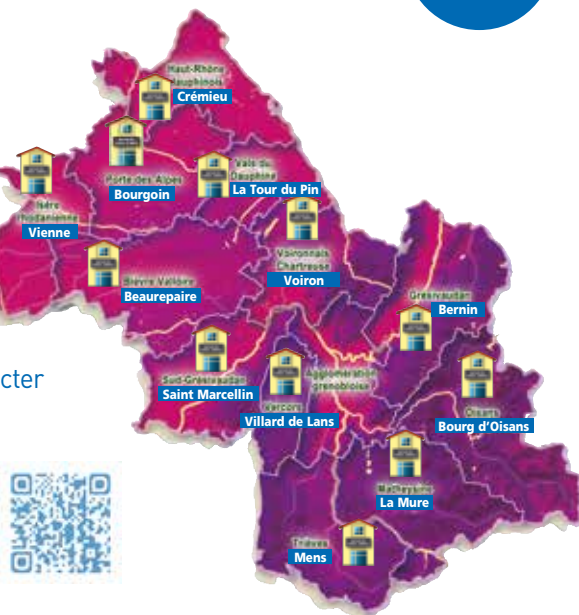 Haut-Rhône
dauphinois
Crémieu
Porte des Alpes
Bourgoin
Vals du
Dauphiné
La Tour du Pin
Isère
rhodanienne
Vienne
Voironnais
Chartreuse
Voiron
Bièvre Valloire
Beaurepaire
Grésivaudan
Bernin
cter
Sud-Grésivaudan
Saint Marcellin
Agglomération
grenobloise
Vercors
Villard de Lans
Oisans
Bourg d'Oisans
Matheysine
La Mure
Trièves
Mens